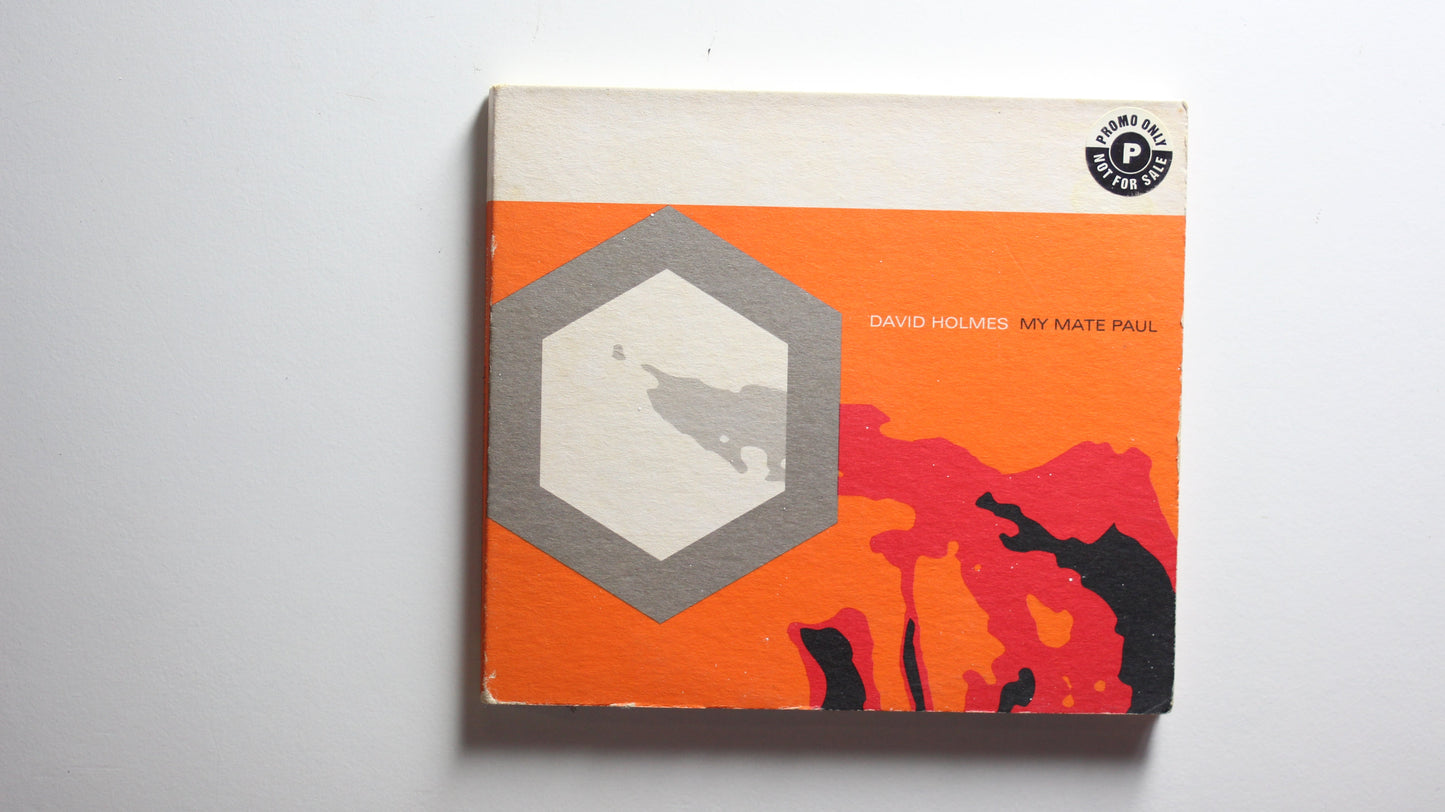 PROMO ONLY
P
NOT FOR SALE
DAVID HOLMES MY MATE PAUL